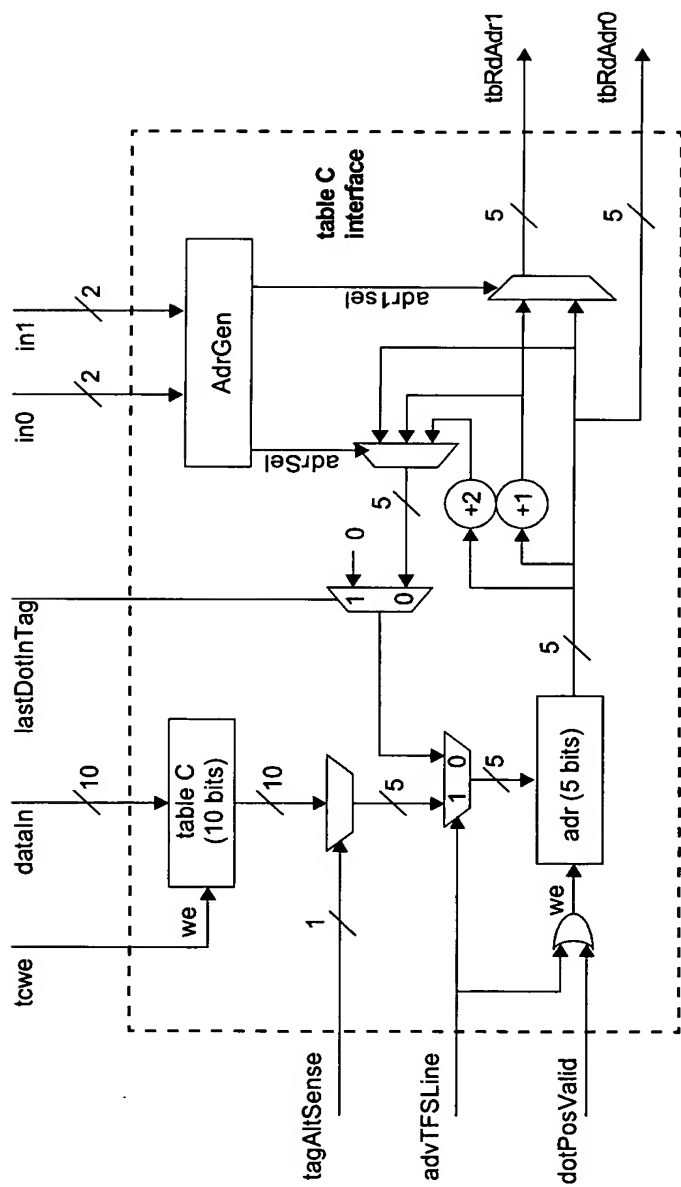 tcwe
dataIn
lastDotInTag
in0
in1
10
2
2
we
table C
(10 bits)
AdrGen
table C
interface
10
0
adrSel
adr1sel
1
0
5
tagAltSense
1
5
1
0
+2
+1
5
tbRdAdr1
advTFSLine
5
we
adr (5 bits)
5
5
tbRdAdr0
dotPosValid